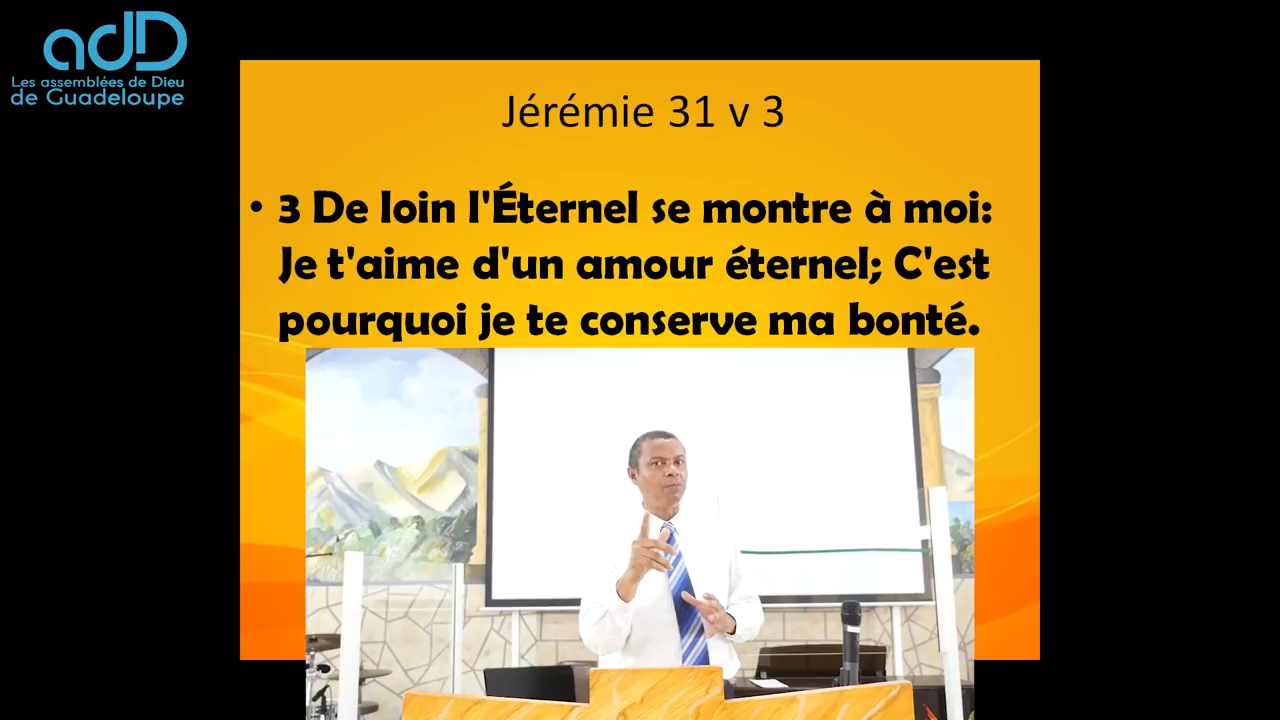 adD
Les assemblées de Dieu
de Guadeloupe
Jérémie 31 v 3
• 3 De loin l'Éternel se montre à moi:
Je t'aime d'un amour éternel; C'est
pourquoi je te conserve ma bonté.